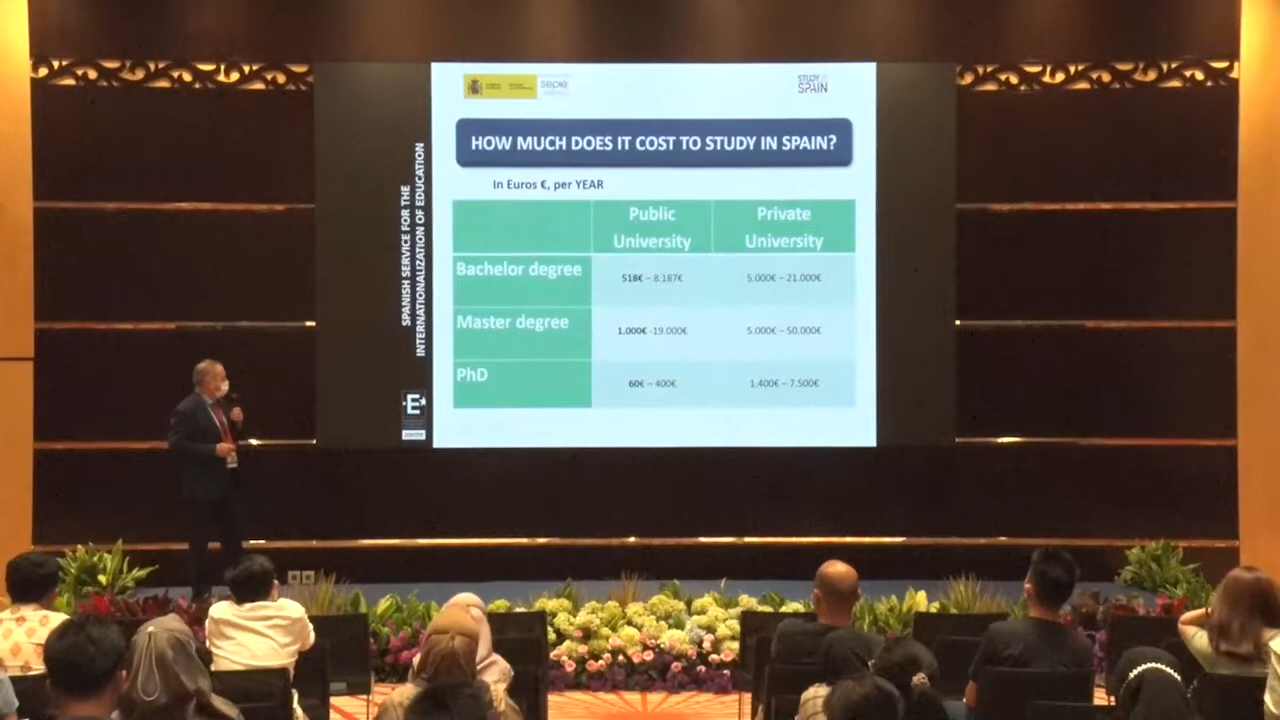 sepie
STUDY IN
SPAIN
HOW MUCH DOES IT COST TO STUDY IN SPAIN?
In Euros €, per YEAR
Public
University
Private
University
Bachelor degree
518€ – 8.187€
5.000€ – 21.000€
Master degree
1.000€ -19.000€
5.000€ – 50.000€
PhD
60€ – 400€
1.400€ – 7.500€
SPANISH SERVICE FOR THE
INTERNATIONALIZATION OF EDUCATION
E